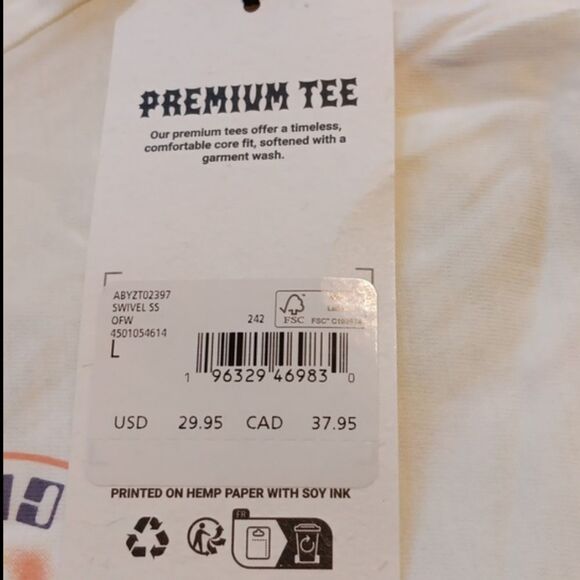 PREMIUM TEE
Our premium tees offer a timeless,
comfortable core fit, softened with a
garment wash.
ABYZT02397
SWIVEL SS
OFW
4501054614
242
L
FSC
1 96329 46983 0
USD 29.95 CAD 37.95
PRINTED ON HEMP PAPER WITH SOY INK
FR